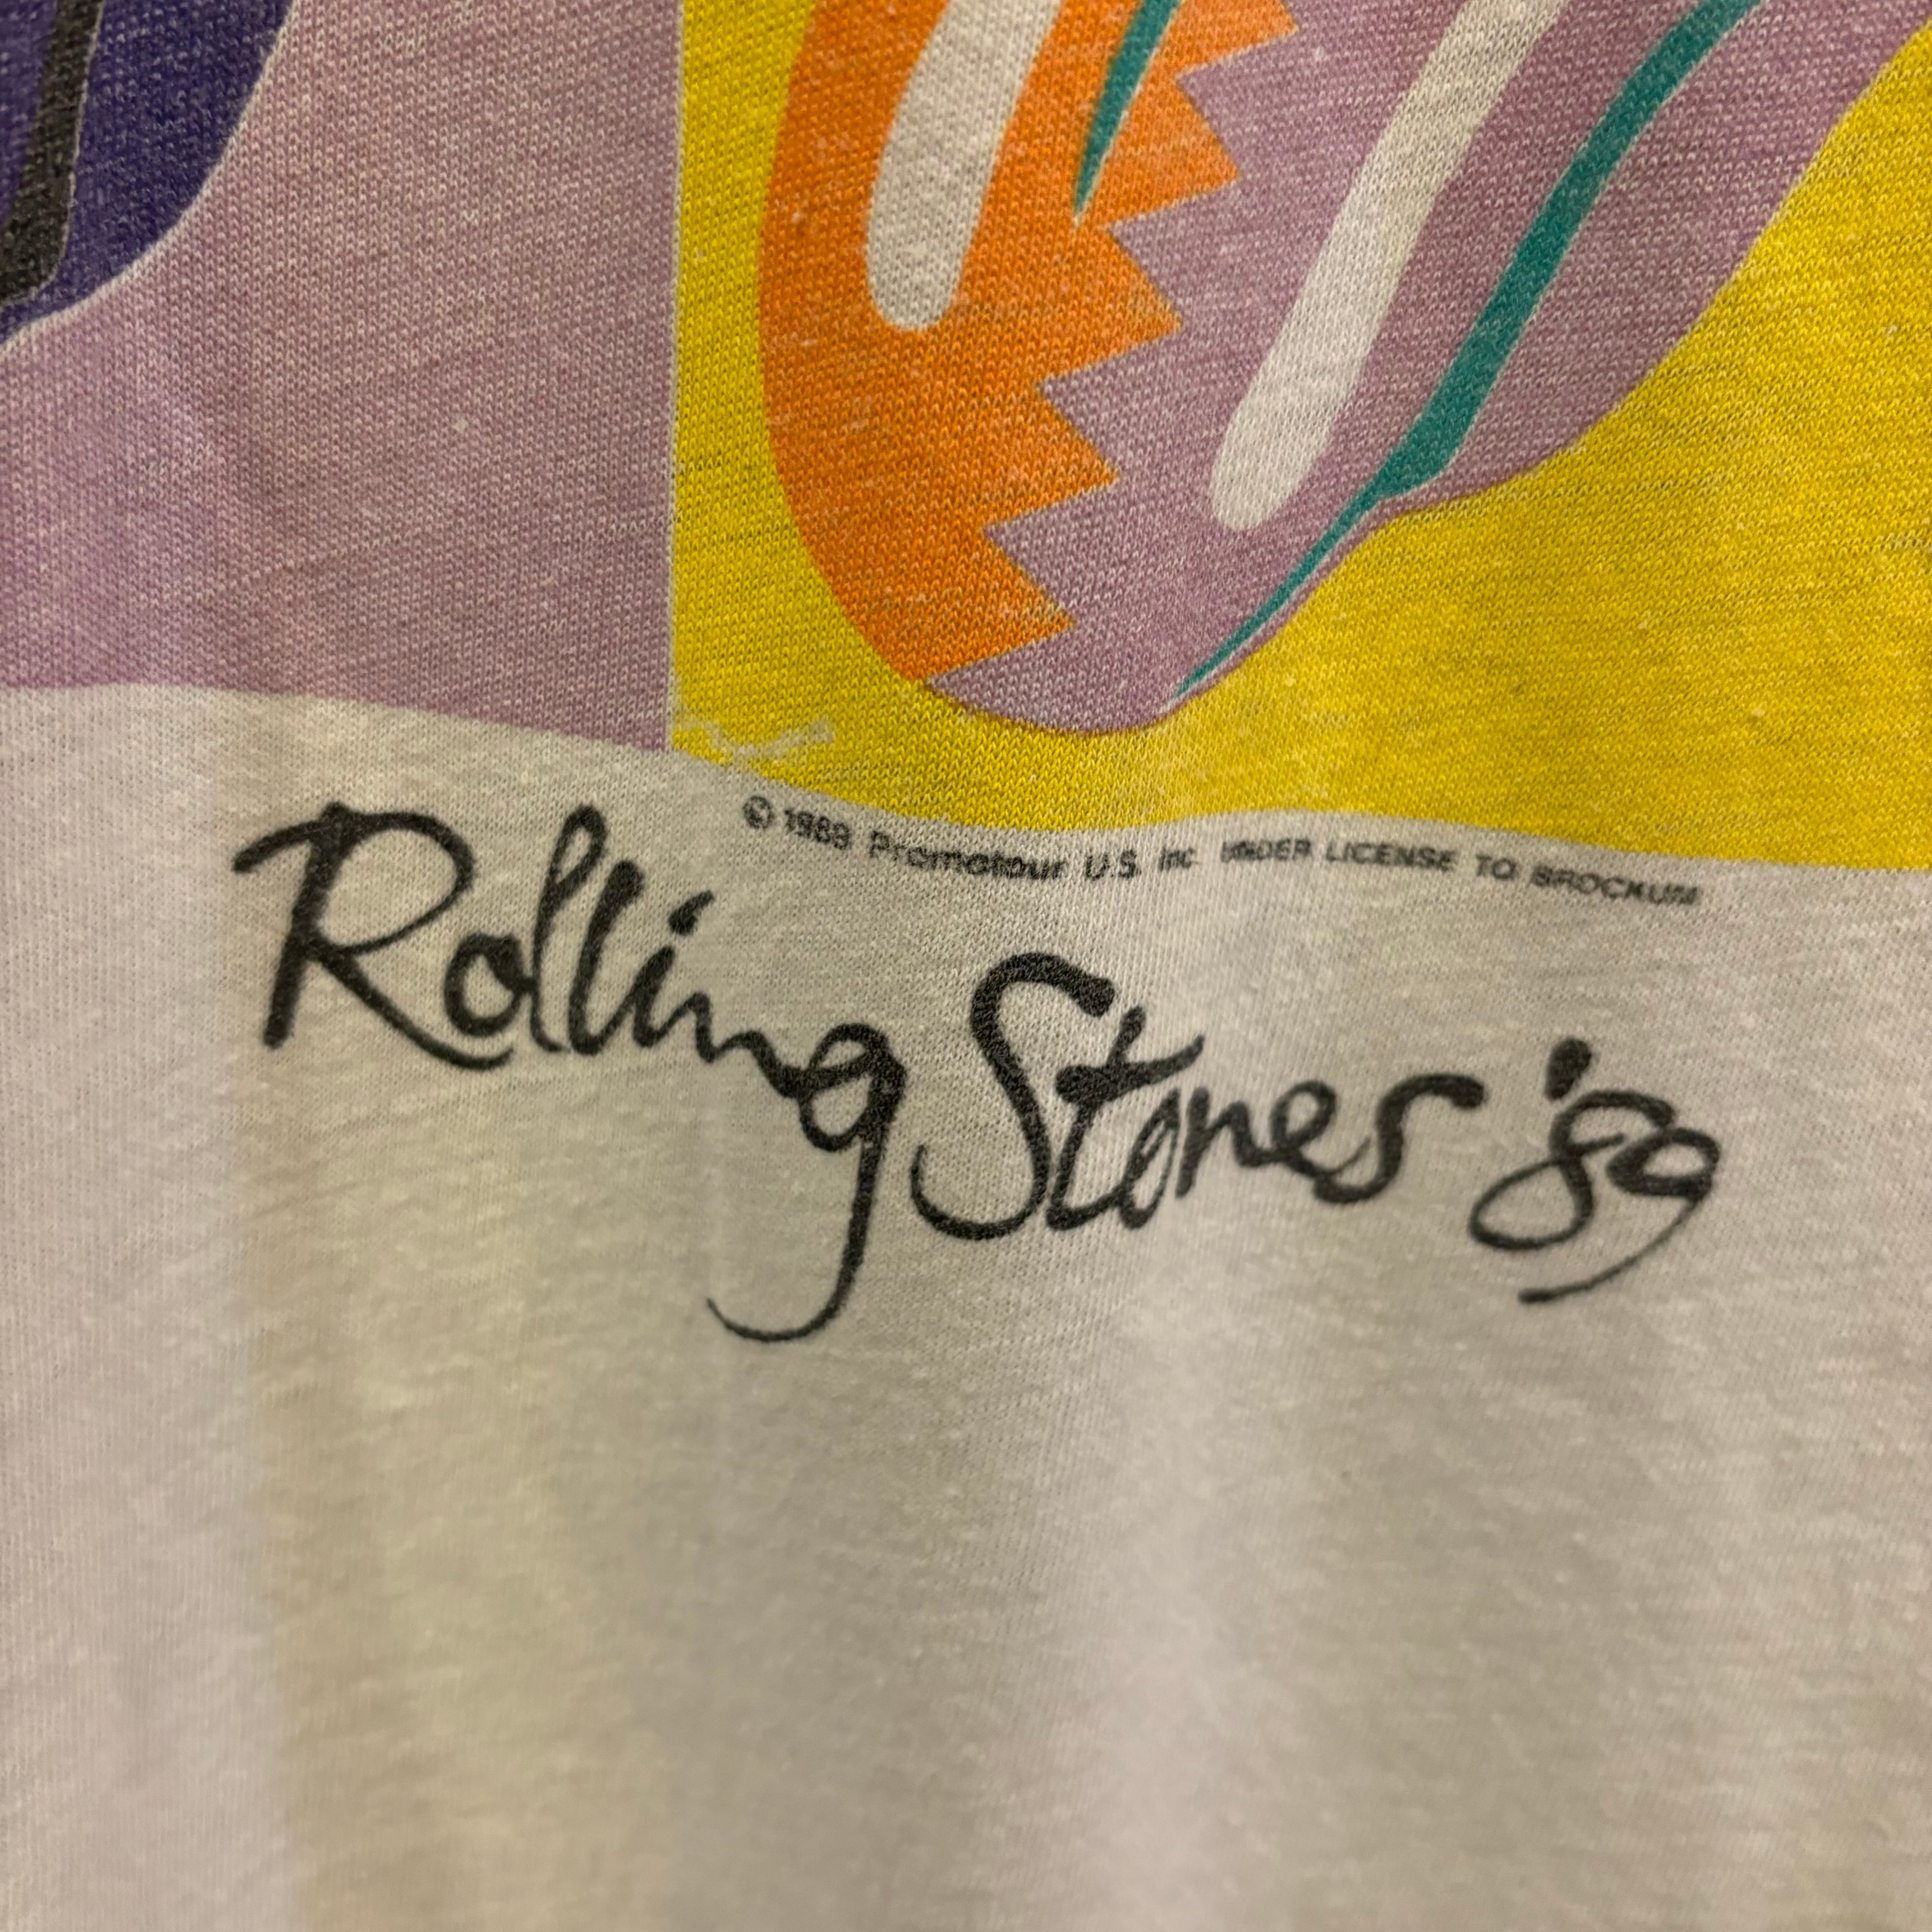 © 1989 Promotour U.S. Inc. UNDER LICENSE TO BROCKUM
Rolling Stones '89